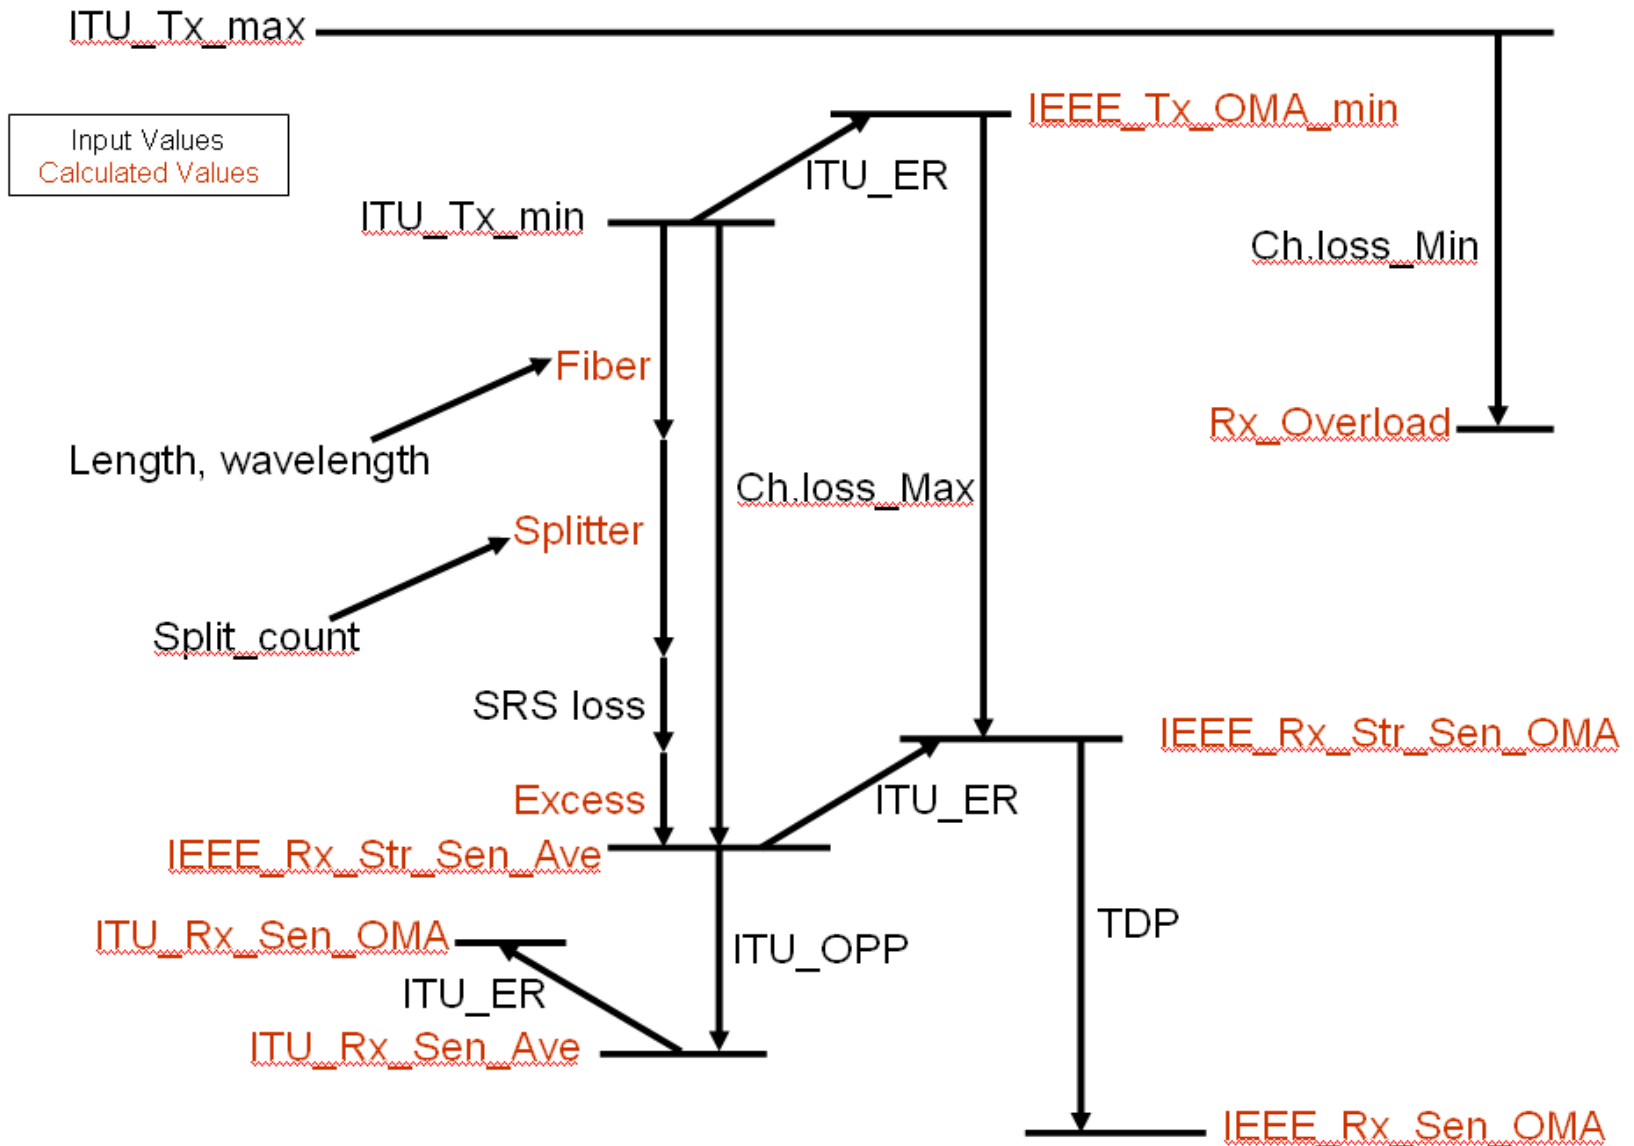 ITU_Tx_max
IEEE_Tx_OMA_min
Input Values
Calculated Values
ITU_ER
ITU_Tx_min
Ch.loss_Min
Fiber
Rx_Overload
Length, wavelength
Ch.loss_Max
Splitter
Split_count
SRS loss
IEEE_Rx_Str_Sen_OMA
Excess
ITU_ER
IEEE_Rx_Str_Sen_Ave
TDP
ITU_Rx_Sen_OMA
ITU_OPP
ITU_ER
ITU_Rx_Sen_Ave
IEEE_Rx_Sen_OMA